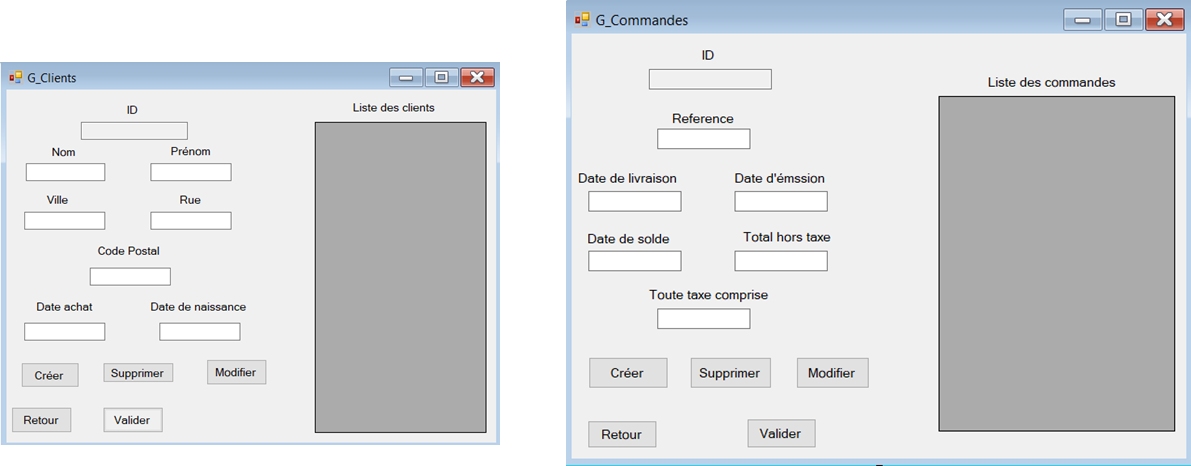 G_Clients
ID
Nom Prénom
Ville Rue
Code Postal
Date achat Date de naissance
Créer Supprimer Modifier
Retour Valider
Liste des clients
G_Commandes
ID
Reference
Date de livraison Date d'émssion
Date de solde Total hors taxe
Toute taxe comprise
Créer Supprimer Modifier
Retour Valider
Liste des commandes